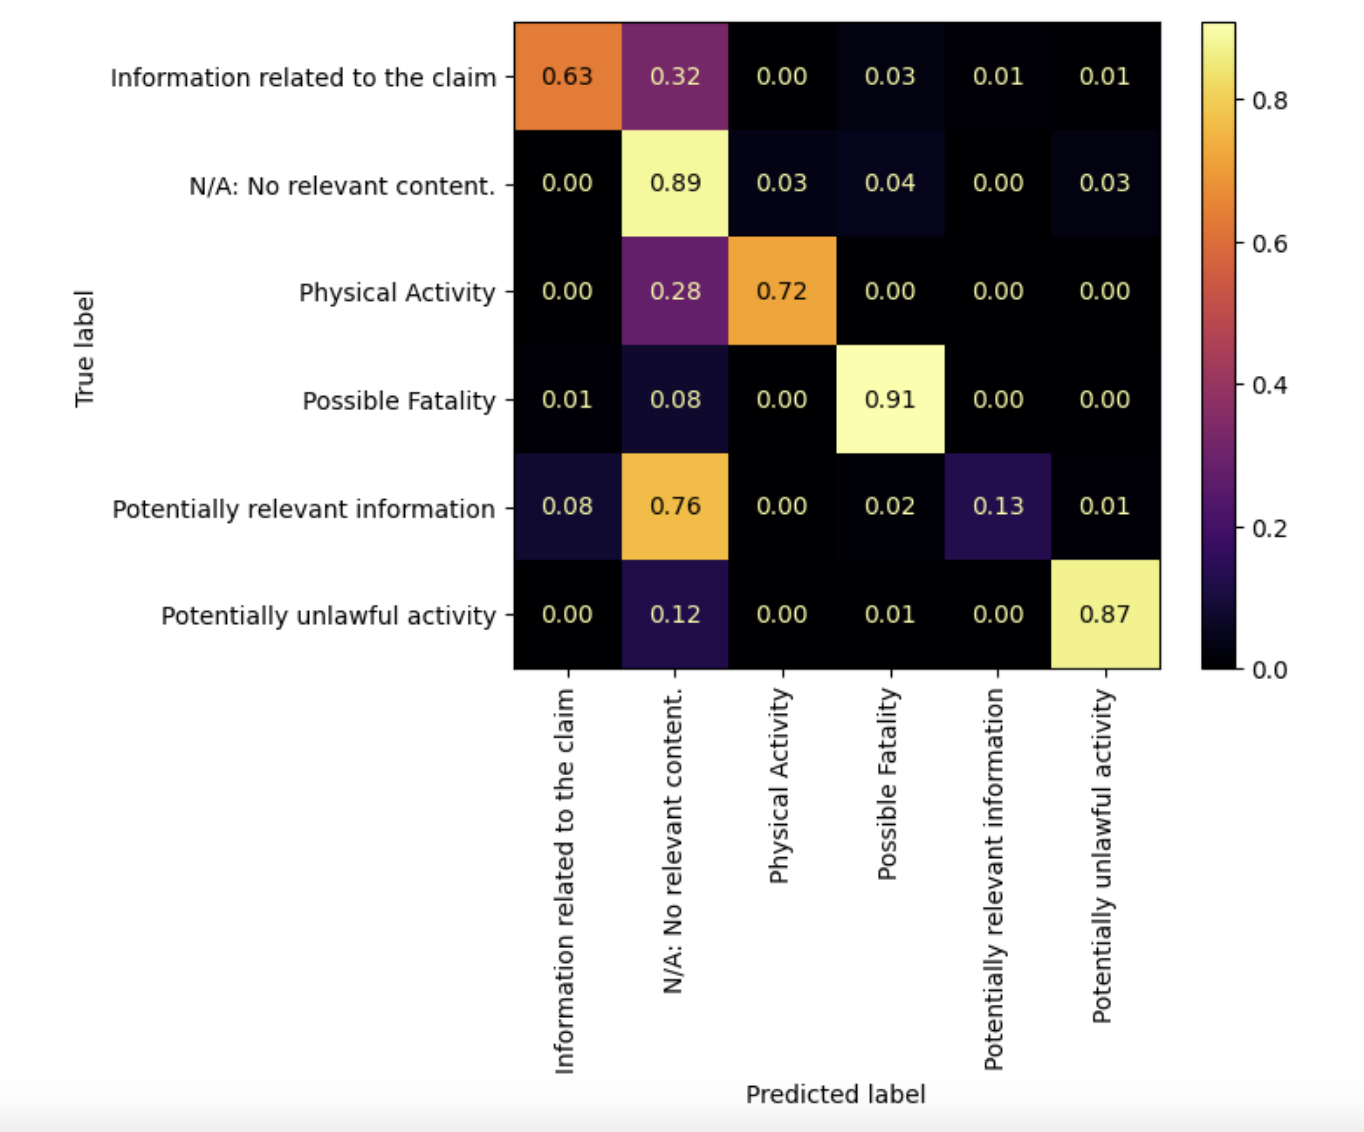 Information related to the claim 0.63 0.32 0.00 0.03 0.01 0.01
N/A: No relevant content. 0.00 0.89 0.03 0.04 0.00 0.03
Physical Activity 0.00 0.28 0.72 0.00 0.00 0.00
Possible Fatality 0.01 0.08 0.00 0.91 0.00 0.00
Potentially relevant information 0.08 0.76 0.00 0.02 0.13 0.01
Potentially unlawful activity 0.00 0.12 0.00 0.01 0.00 0.87
True label
Information related to the claim
N/A: No relevant content.
Physical Activity
Possible Fatality
Potentially relevant information
Potentially unlawful activity
Predicted label
0.8
0.6
0.4
0.2
0.0